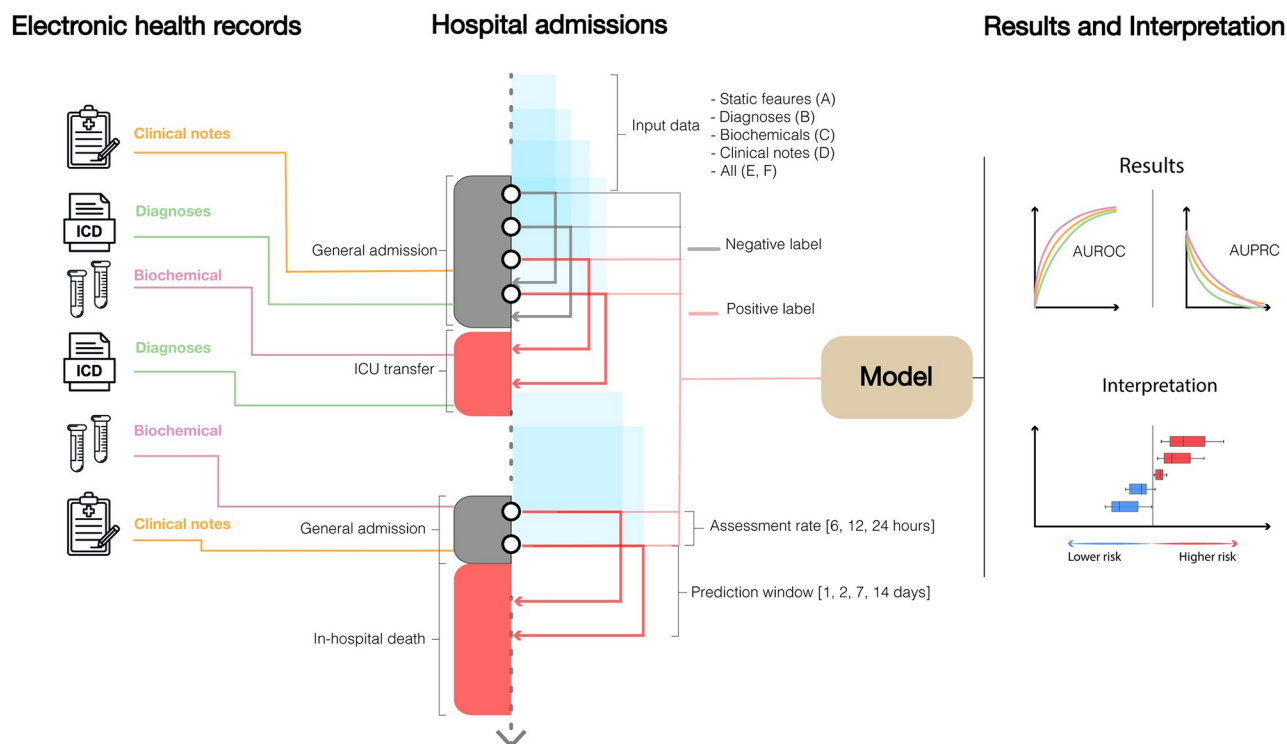 Electronic health records
Hospital admissions
Results and Interpretation
Clinical notes
ICD
Diagnoses
Biochemical
ICD
Diagnoses
Biochemical
Clinical notes
General admission
ICU transfer
General admission
In-hospital death
Input data
- Static feaures (A)
- Diagnoses (B)
- Biochemicals (C)
- Clinical notes (D)
- All (E, F)
Negative label
Positive label
Assessment rate [6, 12, 24 hours]
Prediction window [1, 2, 7, 14 days]
Model
Results
AUROC
AUPRC
Interpretation
Lower risk
Higher risk